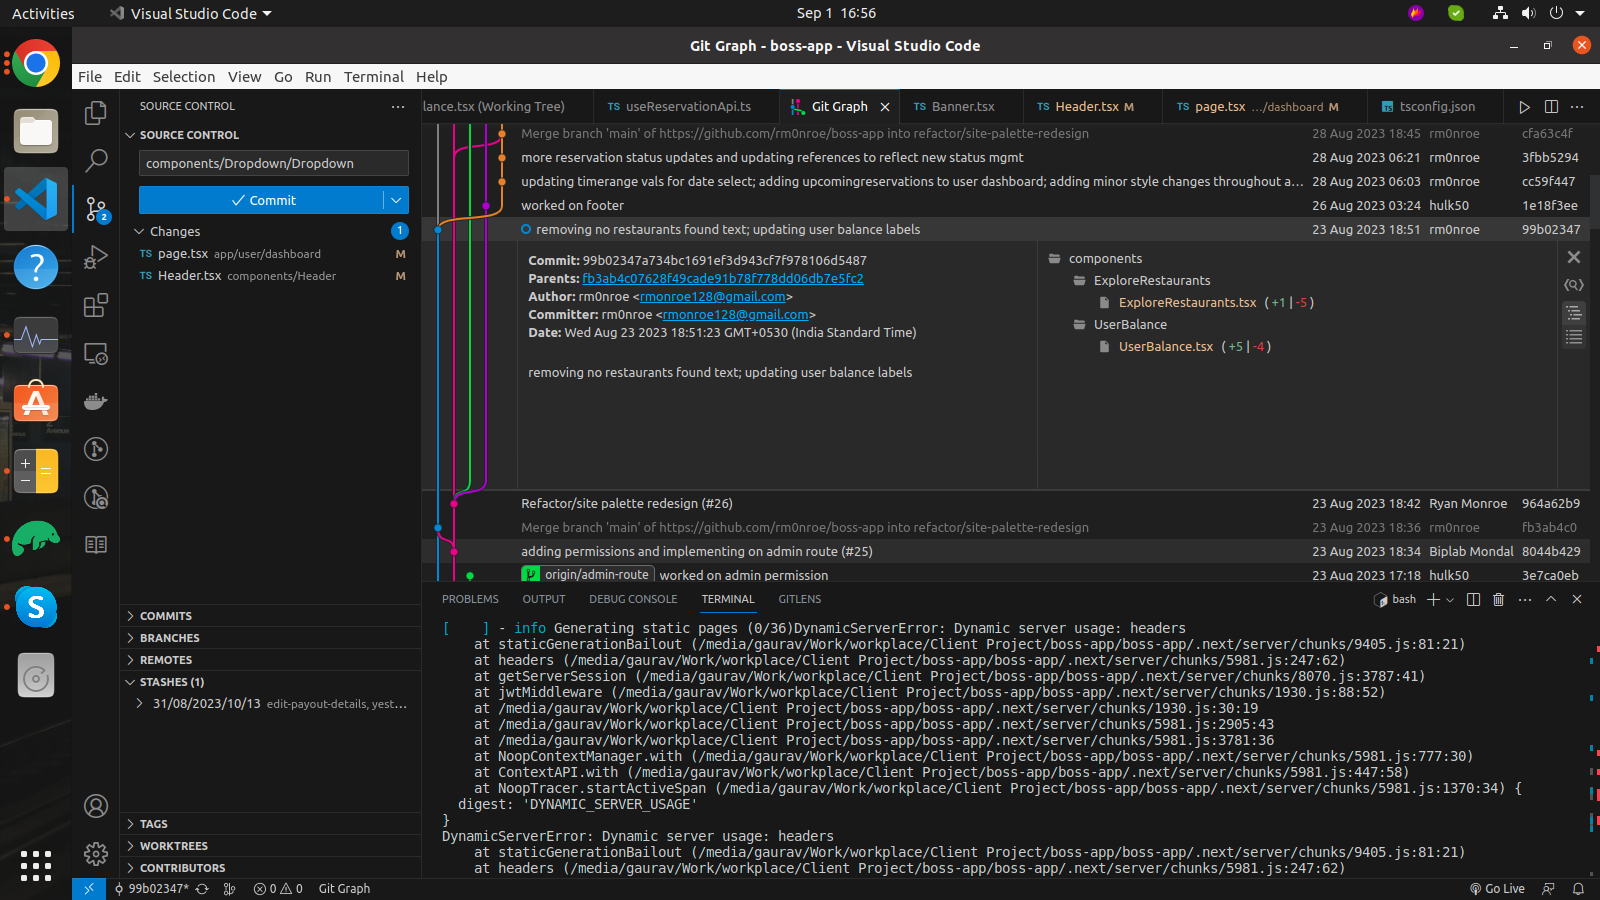 Activities
Visual Studio Code
Sep 1 16:56
Git Graph - boss-app - Visual Studio Code
File Edit Selection View Go Run Terminal Help
SOURCE CONTROL
lance.tsx (Working Tree)
TS useReservationApi.ts
Git Graph
TS Banner.tsx
TS Header.tsx M
TS page.tsx .../dashboard M
tsconfig.json
SOURCE CONTROL
components/Dropdown/Dropdown
Commit
2
Changes 1
TS page.tsx app/user/dashboard M
TS Header.tsx components/Header M
COMMITS
BRANCHES
REMOTES
STASHES (1)
31/08/2023/10/13 edit-payout-details, yest...
TAGS
WORKTREES
CONTRIBUTORS
Merge branch 'main' of https://github.com/rm0nroe/boss-app into refactor/site-palette-redesign 28 Aug 2023 18:45 rm0nroe cfa63c4f
more reservation status updates and updating references to reflect new status mgmt 28 Aug 2023 06:21 rm0nroe 3fbb5294
updating timerange vals for date select; adding upcomingreservations to user dashboard; adding minor style changes throughout a... 28 Aug 2023 06:03 rm0nroe cc59f447
worked on footer 26 Aug 2023 03:24 hulk50 1e18f3ee
removing no restaurants found text; updating user balance labels 23 Aug 2023 18:51 rm0nroe 99b02347
Commit: 99b02347a734bc1691ef3d943cf7f978106d5487
Parents: fb3ab4c07628f49cade91b78f778dd06db7e5fc2
Author: rm0nroe <rmonroe128@gmail.com>
Committer: rm0nroe <rmonroe128@gmail.com>
Date: Wed Aug 23 2023 18:51:23 GMT+0530 (India Standard Time)
removing no restaurants found text; updating user balance labels
components
ExploreRestaurants
ExploreRestaurants.tsx (+1|-5)
UserBalance
UserBalance.tsx (+5|-4)
Refactor/site palette redesign (#26) 23 Aug 2023 18:42 Ryan Monroe 964a62b9
Merge branch 'main' of https://github.com/rm0nroe/boss-app into refactor/site-palette-redesign 23 Aug 2023 18:36 rm0nroe fb3ab4c0
adding permissions and implementing on admin route (#25) 23 Aug 2023 18:34 Biplab Mondal 8044b429
origin/admin-route worked on admin permission 23 Aug 2023 17:18 hulk50 3e7ca0eb
PROBLEMS OUTPUT DEBUG CONSOLE TERMINAL GITLENS bash
[ ] - info Generating static pages (0/36)DynamicServerError: Dynamic server usage: headers
at staticGenerationBailout (/media/gaurav/Work/workplace/Client Project/boss-app/boss-app/.next/server/chunks/9405.js:81:21)
at headers (/media/gaurav/Work/workplace/Client Project/boss-app/boss-app/.next/server/chunks/5981.js:247:62)
at getServerSession (/media/gaurav/Work/workplace/Client Project/boss-app/boss-app/.next/server/chunks/8070.js:3787:41)
at jwtMiddleware (/media/gaurav/Work/workplace/Client Project/boss-app/boss-app/.next/server/chunks/1930.js:88:52)
at /media/gaurav/Work/workplace/Client Project/boss-app/boss-app/.next/server/chunks/1930.js:30:19
at /media/gaurav/Work/workplace/Client Project/boss-app/boss-app/.next/server/chunks/5981.js:2905:43
at /media/gaurav/Work/workplace/Client Project/boss-app/boss-app/.next/server/chunks/5981.js:3781:36
at NoopContextManager.with (/media/gaurav/Work/workplace/Client Project/boss-app/boss-app/.next/server/chunks/5981.js:777:30)
at ContextAPI.with (/media/gaurav/Work/workplace/Client Project/boss-app/boss-app/.next/server/chunks/5981.js:447:58)
at NoopTracer.startActiveSpan (/media/gaurav/Work/workplace/Client Project/boss-app/boss-app/.next/server/chunks/5981.js:1370:34) {
digest: 'DYNAMIC_SERVER_USAGE'
}
DynamicServerError: Dynamic server usage: headers
at staticGenerationBailout (/media/gaurav/Work/workplace/Client Project/boss-app/boss-app/.next/server/chunks/9405.js:81:21)
at headers (/media/gaurav/Work/workplace/Client Project/boss-app/boss-app/.next/server/chunks/5981.js:247:62)
99b02347* 0 0 Git Graph Go Live